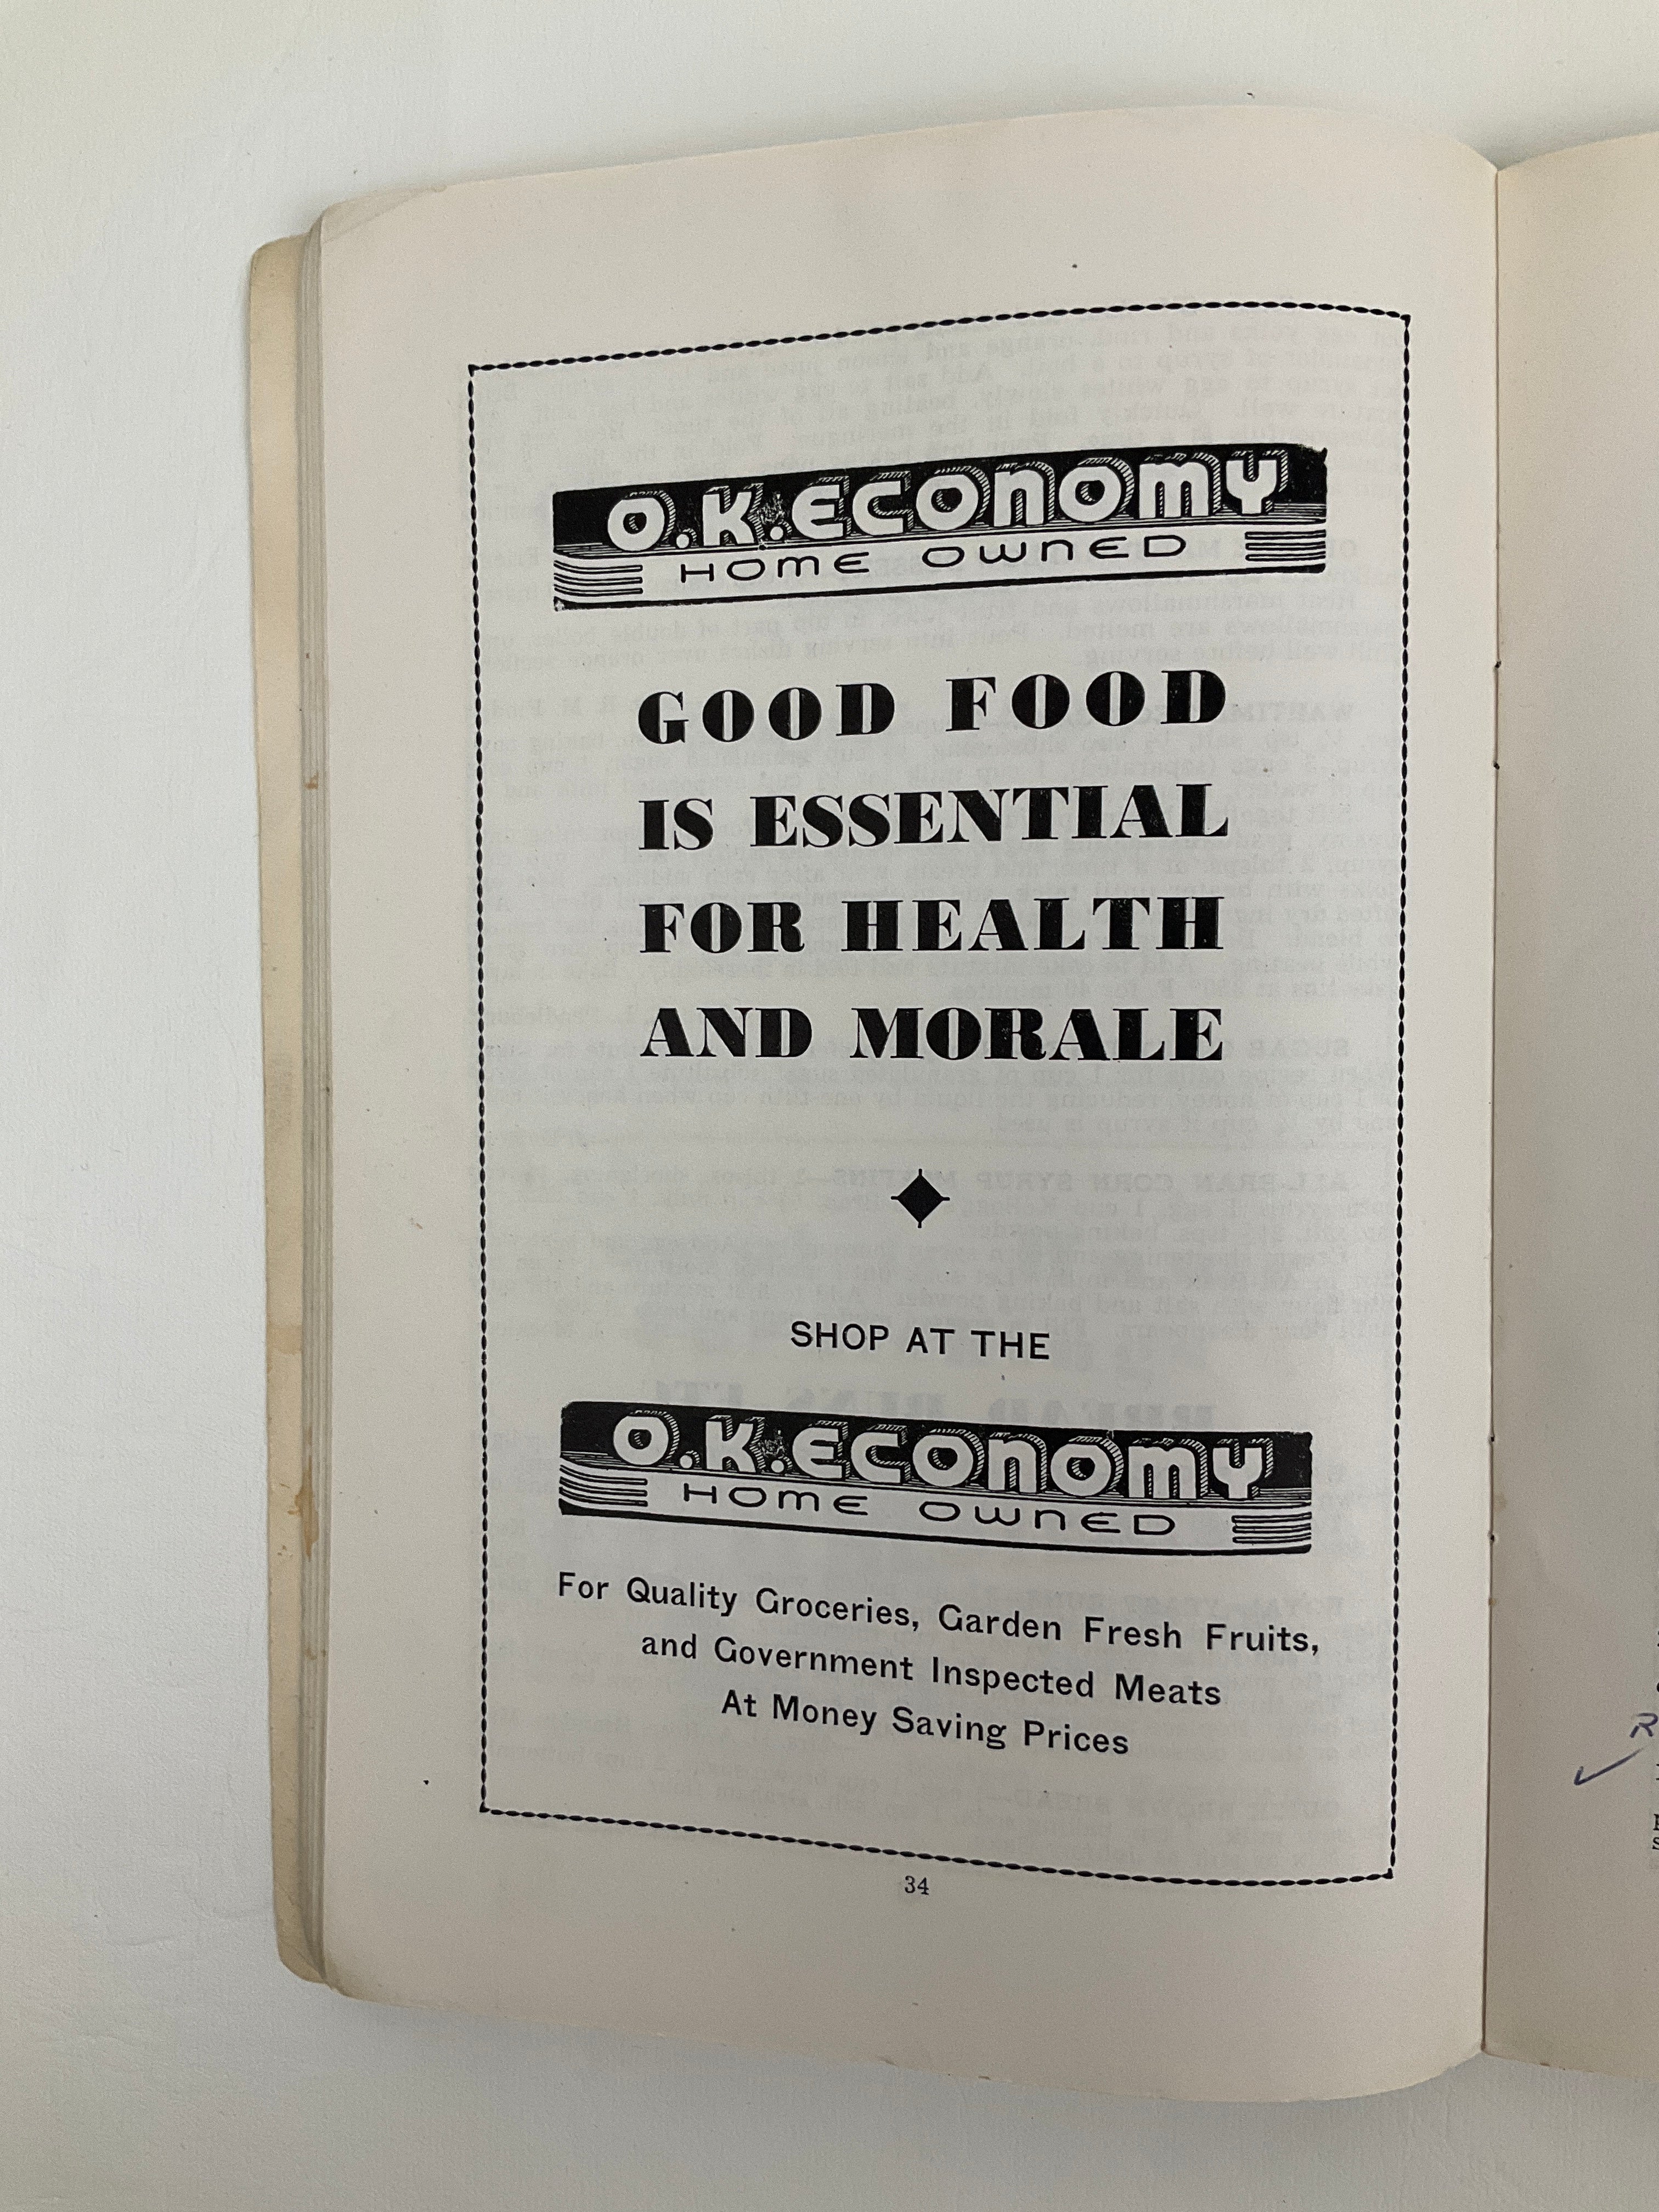 O.K. ECONOMY
HOME OWNED
GOOD FOOD
IS ESSENTIAL
FOR HEALTH
AND MORALE
SHOP AT THE
O.K. ECONOMY
HOME OWNED
For Quality Groceries, Garden Fresh Fruits,
and Government Inspected Meats
At Money Saving Prices
34